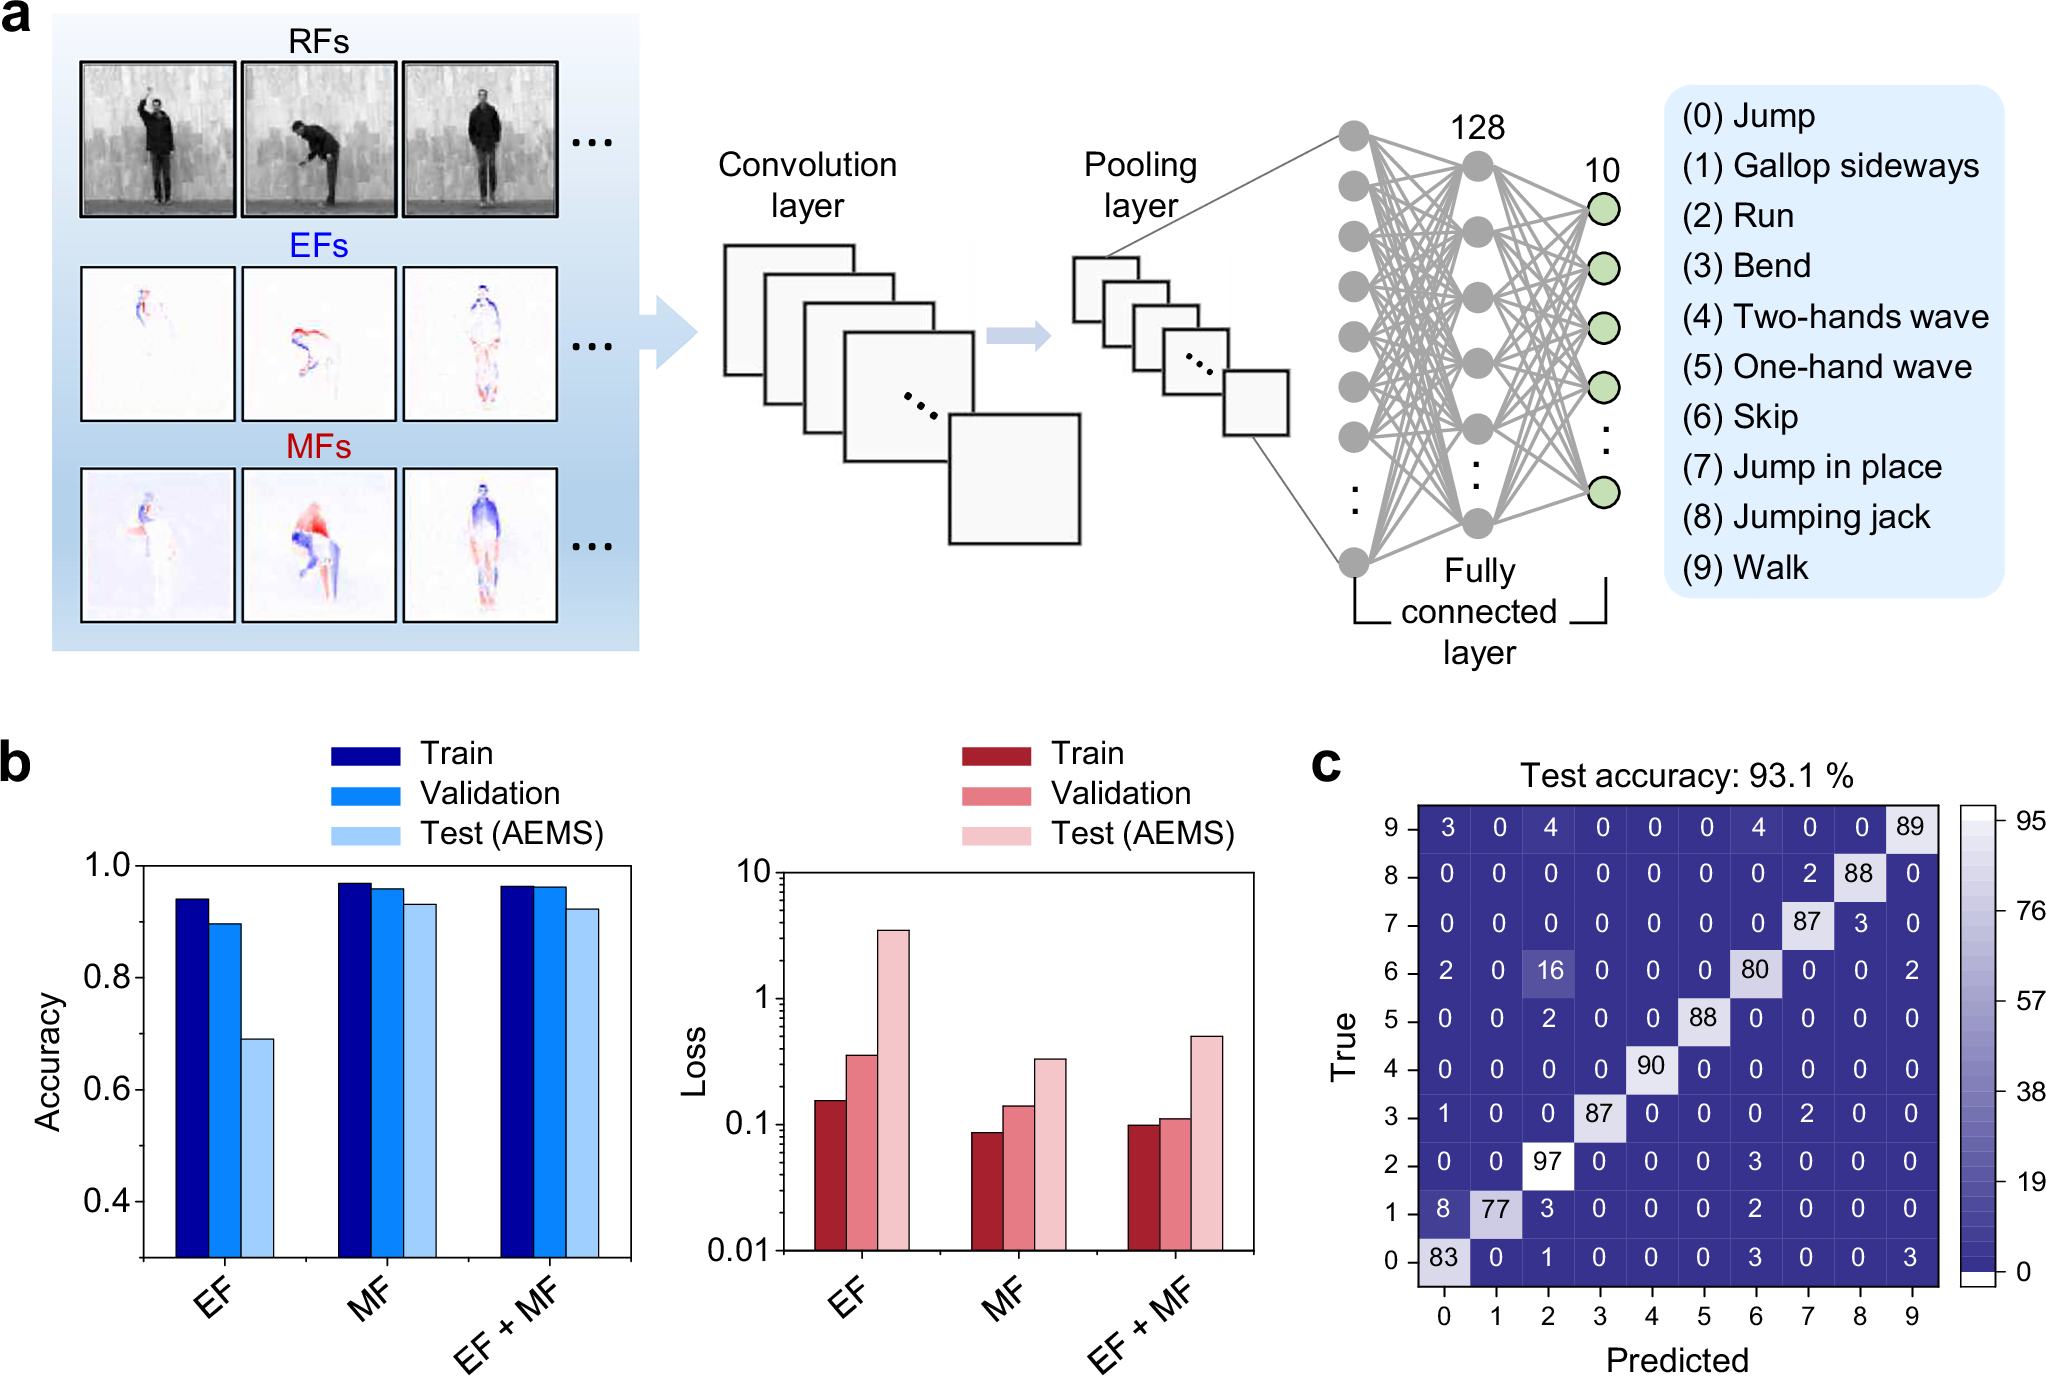 a
RFs
EFs
MFs
Convolution
layer
Pooling
layer
128
10
Fully
connected
layer
(0) Jump
(1) Gallop sideways
(2) Run
(3) Bend
(4) Two-hands wave
(5) One-hand wave
(6) Skip
(7) Jump in place
(8) Jumping jack
(9) Walk
b
Train
Validation
Test (AEMS)
1.0
0.8
0.6
0.4
Accuracy
EF
MF
EF + MF
Train
Validation
Test (AEMS)
10
1
0.1
0.01
Loss
EF
MF
EF + MF
c
Test accuracy: 93.1 %
9 3 0 4 0 0 0 4 0 0 89
8 0 0 0 0 0 0 0 2 88 0
7 0 0 0 0 0 0 0 87 3 0
6 2 0 16 0 0 0 80 0 0 2
5 0 0 2 0 0 88 0 0 0 0
4 0 0 0 0 90 0 0 0 0 0
3 1 0 0 87 0 0 0 2 0 0
2 0 0 97 0 0 0 3 0 0 0
1 8 77 3 0 0 0 2 0 0 0
0 83 0 1 0 0 0 3 0 0 3
0 1 2 3 4 5 6 7 8 9
True
Predicted
95
76
57
38
19
0